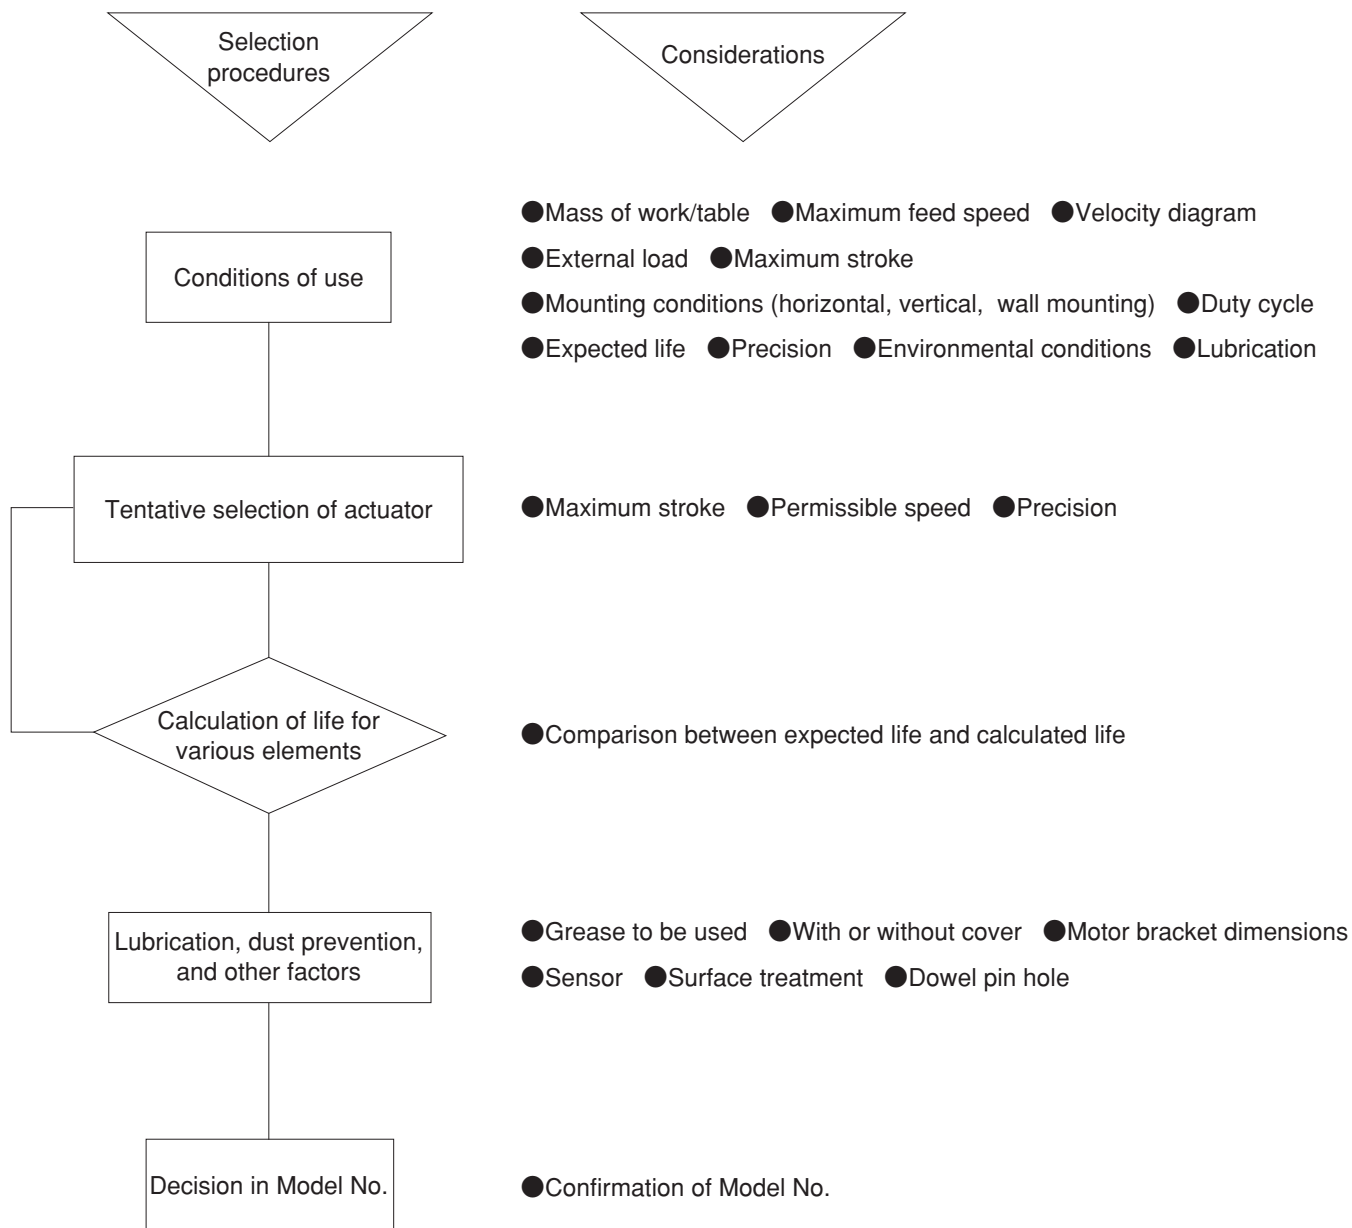 Selection
procedures
Considerations
Conditions of use
●Mass of work/table ●Maximum feed speed ●Velocity diagram
●External load ●Maximum stroke
●Mounting conditions (horizontal, vertical, wall mounting) ●Duty cycle
●Expected life ●Precision ●Environmental conditions ●Lubrication
Tentative selection of actuator
●Maximum stroke ●Permissible speed ●Precision
Calculation of life for
various elements
●Comparison between expected life and calculated life
Lubrication, dust prevention,
and other factors
●Grease to be used ●With or without cover ●Motor bracket dimensions
●Sensor ●Surface treatment ●Dowel pin hole
Decision in Model No.
●Confirmation of Model No.